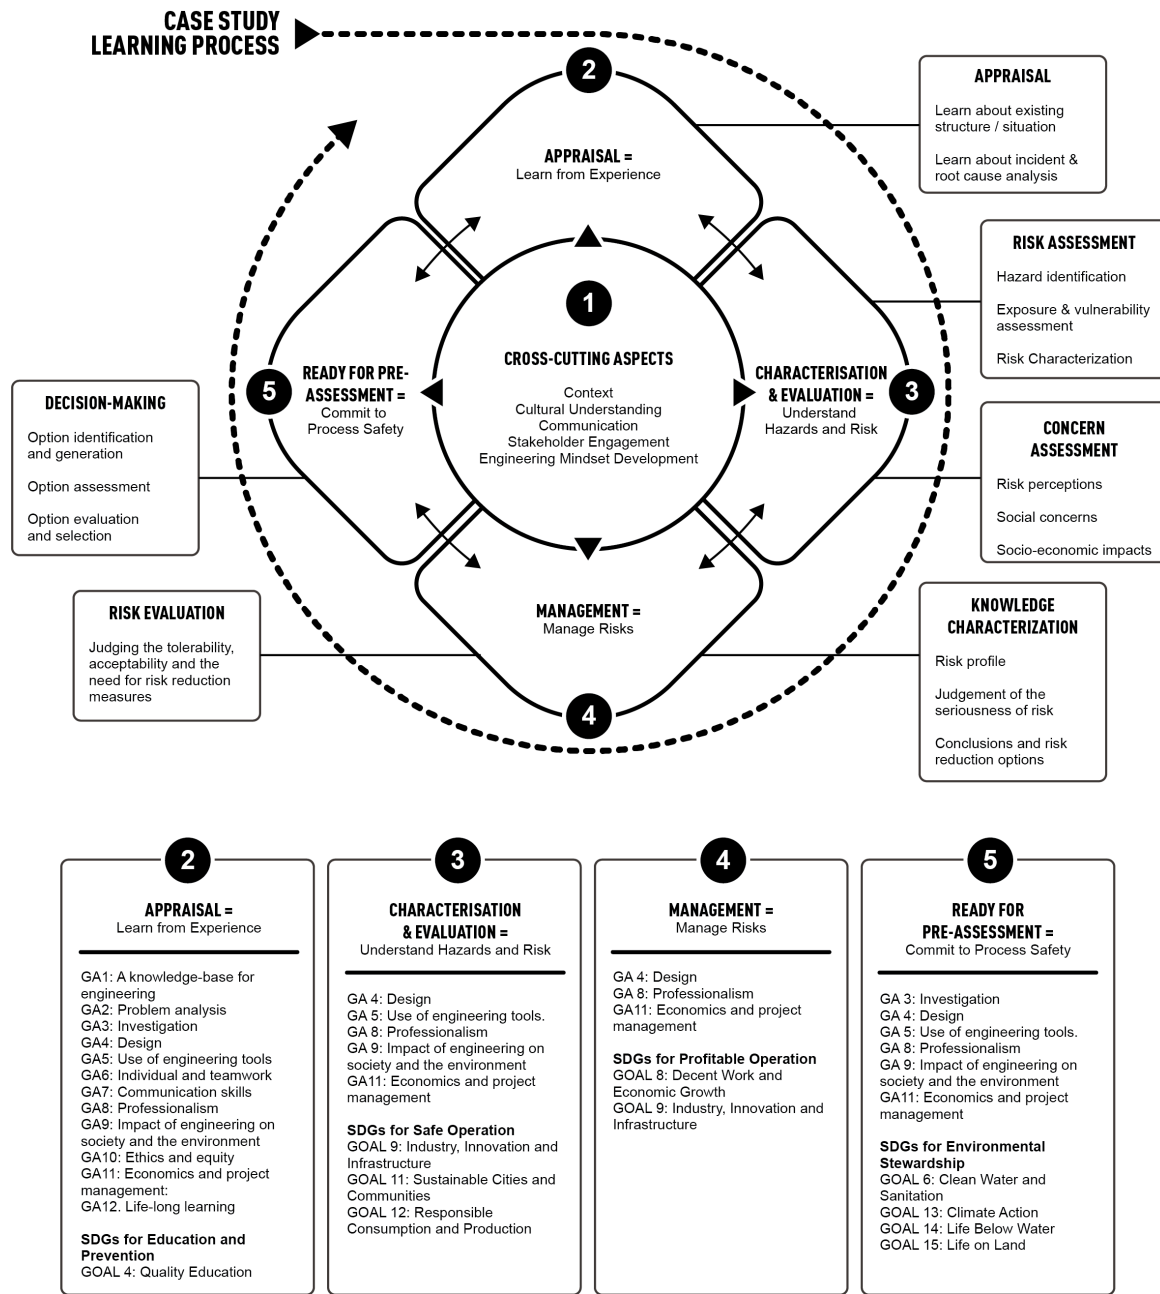 CASE STUDY
LEARNING PROCESS
2
APPRAISAL =
Learn from Experience
APPRAISAL
Learn about existing
structure / situation
Learn about incident &
root cause analysis
RISK ASSESSMENT
Hazard identification
Exposure & vulnerability
assessment
Risk Characterization
1
CROSS-CUTTING ASPECTS
Context
Cultural Understanding
Communication
Stakeholder Engagement
Engineering Mindset Development
5
READY FOR PRE-
ASSESSMENT =
Commit to
Process Safety
CHARACTERISATION
& EVALUATION =
Understand
Hazards and Risk
3
DECISION-MAKING
Option identification
and generation
Option assessment
Option evaluation
and selection
CONCERN
ASSESSMENT
Risk perceptions
Social concerns
Socio-economic impacts
RISK EVALUATION
Judging the tolerability,
acceptability and the
need for risk reduction
measures
MANAGEMENT =
Manage Risks
4
KNOWLEDGE
CHARACTERIZATION
Risk profile
Judgement of the
seriousness of risk
Conclusions and risk
reduction options
2
APPRAISAL =
Learn from Experience
GA1: A knowledge-base for
engineering
GA2: Problem analysis
GA3: Investigation
GA4: Design
GA5: Use of engineering tools
GA6: Individual and teamwork
GA7: Communication skills
GA8: Professionalism
GA9: Impact of engineering on
society and the environment
GA10: Ethics and equity
GA11: Economics and project
management:
GA12. Life-long learning
SDGs for Education and
Prevention
GOAL 4: Quality Education
3
CHARACTERISATION
& EVALUATION =
Understand Hazards and Risk
GA 4: Design
GA 5: Use of engineering tools.
GA 8: Professionalism
GA 9: Impact of engineering on
society and the environment
GA11: Economics and project
management
SDGs for Safe Operation
GOAL 9: Industry, Innovation and
Infrastructure
GOAL 11: Sustainable Cities and
Communities
GOAL 12: Responsible
Consumption and Production
4
MANAGEMENT =
Manage Risks
GA 4: Design
GA 8: Professionalism
GA11: Economics and project
management
SDGs for Profitable Operation
GOAL 8: Decent Work and
Economic Growth
GOAL 9: Industry, Innovation and
Infrastructure
5
READY FOR
PRE-ASSESSMENT =
Commit to Process Safety
GA 3: Investigation
GA 4: Design
GA 5: Use of engineering tools.
GA 8: Professionalism
GA 9: Impact of engineering on
society and the environment
GA11: Economics and project
management
SDGs for Environmental
Stewardship
GOAL 6: Clean Water and
Sanitation
GOAL 13: Climate Action
GOAL 14: Life Below Water
GOAL 15: Life on Land